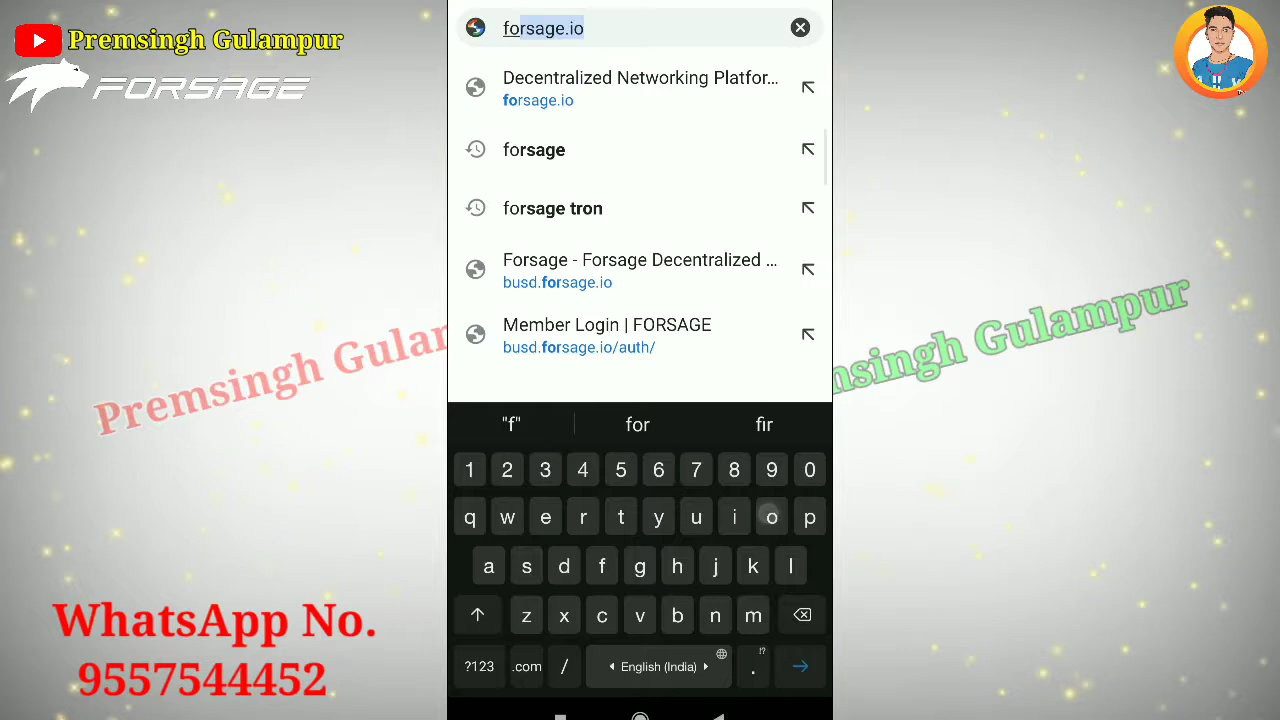 Premsingh Gulampur
FORSAGE
forsage.io
Decentralized Networking Platfor...
forsage.io
forsage
forsage tron
Forsage - Forsage Decentralized ...
busd.forsage.io
Member Login | FORSAGE
busd.forsage.io/auth/
Premsingh Gular
msingh Gulampur
"f" for fir
1 2 3 4 5 6 7 8 9 0
q w e r t y u i o p
a s d f g h j k l
z x c v b n m
?123 .com / English (India) . !?
WhatsApp No.
9557544452